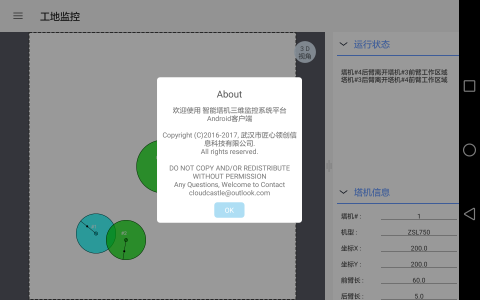 工地监控
3D
视角
运行状态
塔机#4后臂离开塔机#3前臂工作区域
塔机#3后臂离开塔机#4前臂工作区域
About
欢迎使用 智能塔机三维监控系统平台
Android客户端
Copyright (C)2016-2017, 武汉市匠心领创信
息科技有限公司.
All rights reserved.
DO NOT COPY AND/OR REDISTRIBUTE
WITHOUT PERMISSION
Any Questions, Welcome to Contact
cloudcastle@outlook.com
OK
塔机信息
塔机# : 1
机型 : ZSL750
坐标X : 200.0
坐标Y : 200.0
前臂长 : 60.0
后臂长 : 5.0